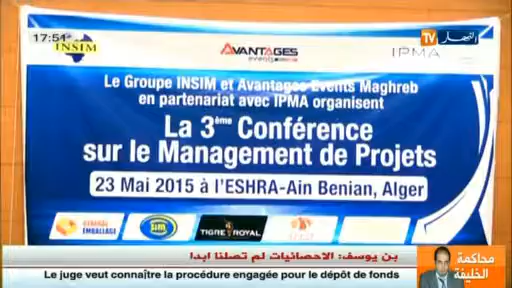 17:54
INSIM
AVANTAGES
events
IPMA
النهار TV
Le Groupe INSIM et Avantages Events Maghreb
en partenariat avec IPMA organisent
La 3ème Conférence
sur le Management de Projets
23 Mai 2015 à l'ESHRA-Ain Benian, Alger
GENERAL
EMBALLAGE
sim
TIGRE ROYAL
بن يوسف: الاحصائيات لم تصلنا ابدا
محاكمة
الخليفة
Le juge veut connaître la procédure engagée pour le dépôt de fonds